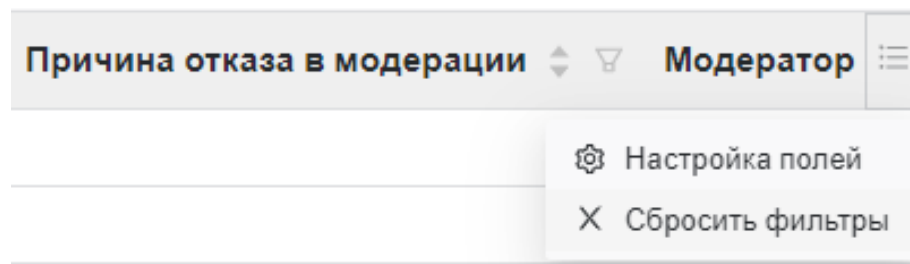 Причина отказа в модерации Модератор
Настройка полей
Сбросить фильтры